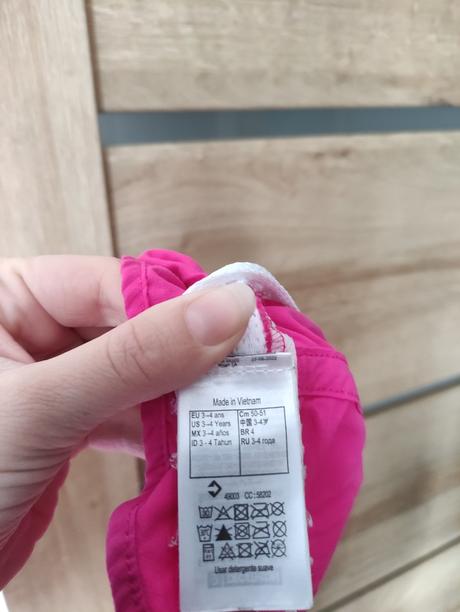 Made in Vietnam
EU 3-4 ans Cm 50-51
US 3-4 Years 中国 3-4岁
MX 3-4 años BR 4
ID 3 - 4 Tahun RU 3-4 года
49003 CC : 58202
Usar detergente suave